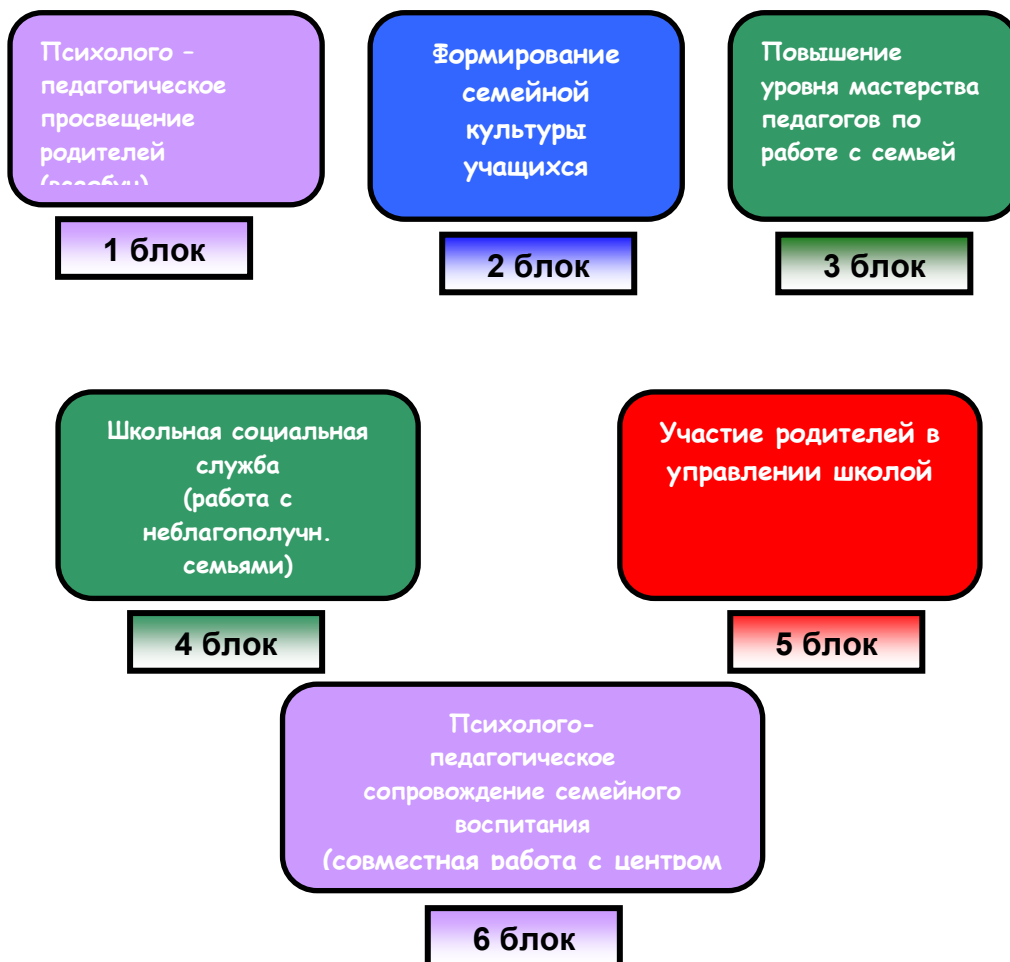 Психолого –
педагогическое
просвещение
родителей
(всеобуч)
1 блок
Формирование
семейной
культуры
учащихся
2 блок
Повышение
уровня мастерства
педагогов по
работе с семьей
3 блок
Школьная социальная
служба
(работа с
неблагополучн.
семьями)
4 блок
Участие родителей в
управлении школой
5 блок
Психолого-
педагогическое
сопровождение семейного
воспитания
(совместная работа с центром
6 блок